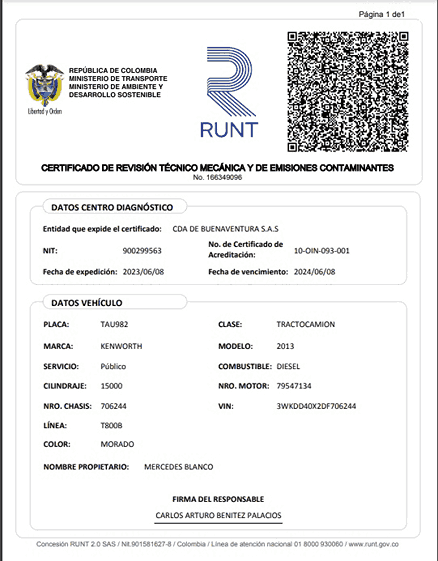 Página 1 de1
REPÚBLICA DE COLOMBIA
MINISTERIO DE TRANSPORTE
MINISTERIO DE AMBIENTE Y
DESARROLLO SOSTENIBLE
Libertad y Orden
RUNT
CERTIFICADO DE REVISIÓN TÉCNICO MECÁNICA Y DE EMISIONES CONTAMINANTES
No. 166349096
DATOS CENTRO DIAGNÓSTICO
Entidad que expide el certificado: CDA DE BUENAVENTURA S.A.S
NIT: 900299563 No. de Certificado de Acreditación: 10-OIN-093-001
Fecha de expedición: 2023/06/08 Fecha de vencimiento: 2024/06/08
DATOS VEHÍCULO
PLACA: TAU982 CLASE: TRACTOCAMION
MARCA: KENWORTH MODELO: 2013
SERVICIO: Público COMBUSTIBLE: DIESEL
CILINDRAJE: 15000 NRO. MOTOR: 79547134
NRO. CHASIS: 706244 VIN: 3WKDD40X2DF706244
LÍNEA: T800B
COLOR: MORADO
NOMBRE PROPIETARIO: MERCEDES BLANCO
FIRMA DEL RESPONSABLE
CARLOS ARTURO BENITEZ PALACIOS
Concesión RUNT 2.0 SAS / Nit.901581627-8 / Colombia / Línea de atención nacional 01 8000 930060 / www.runt.gov.co